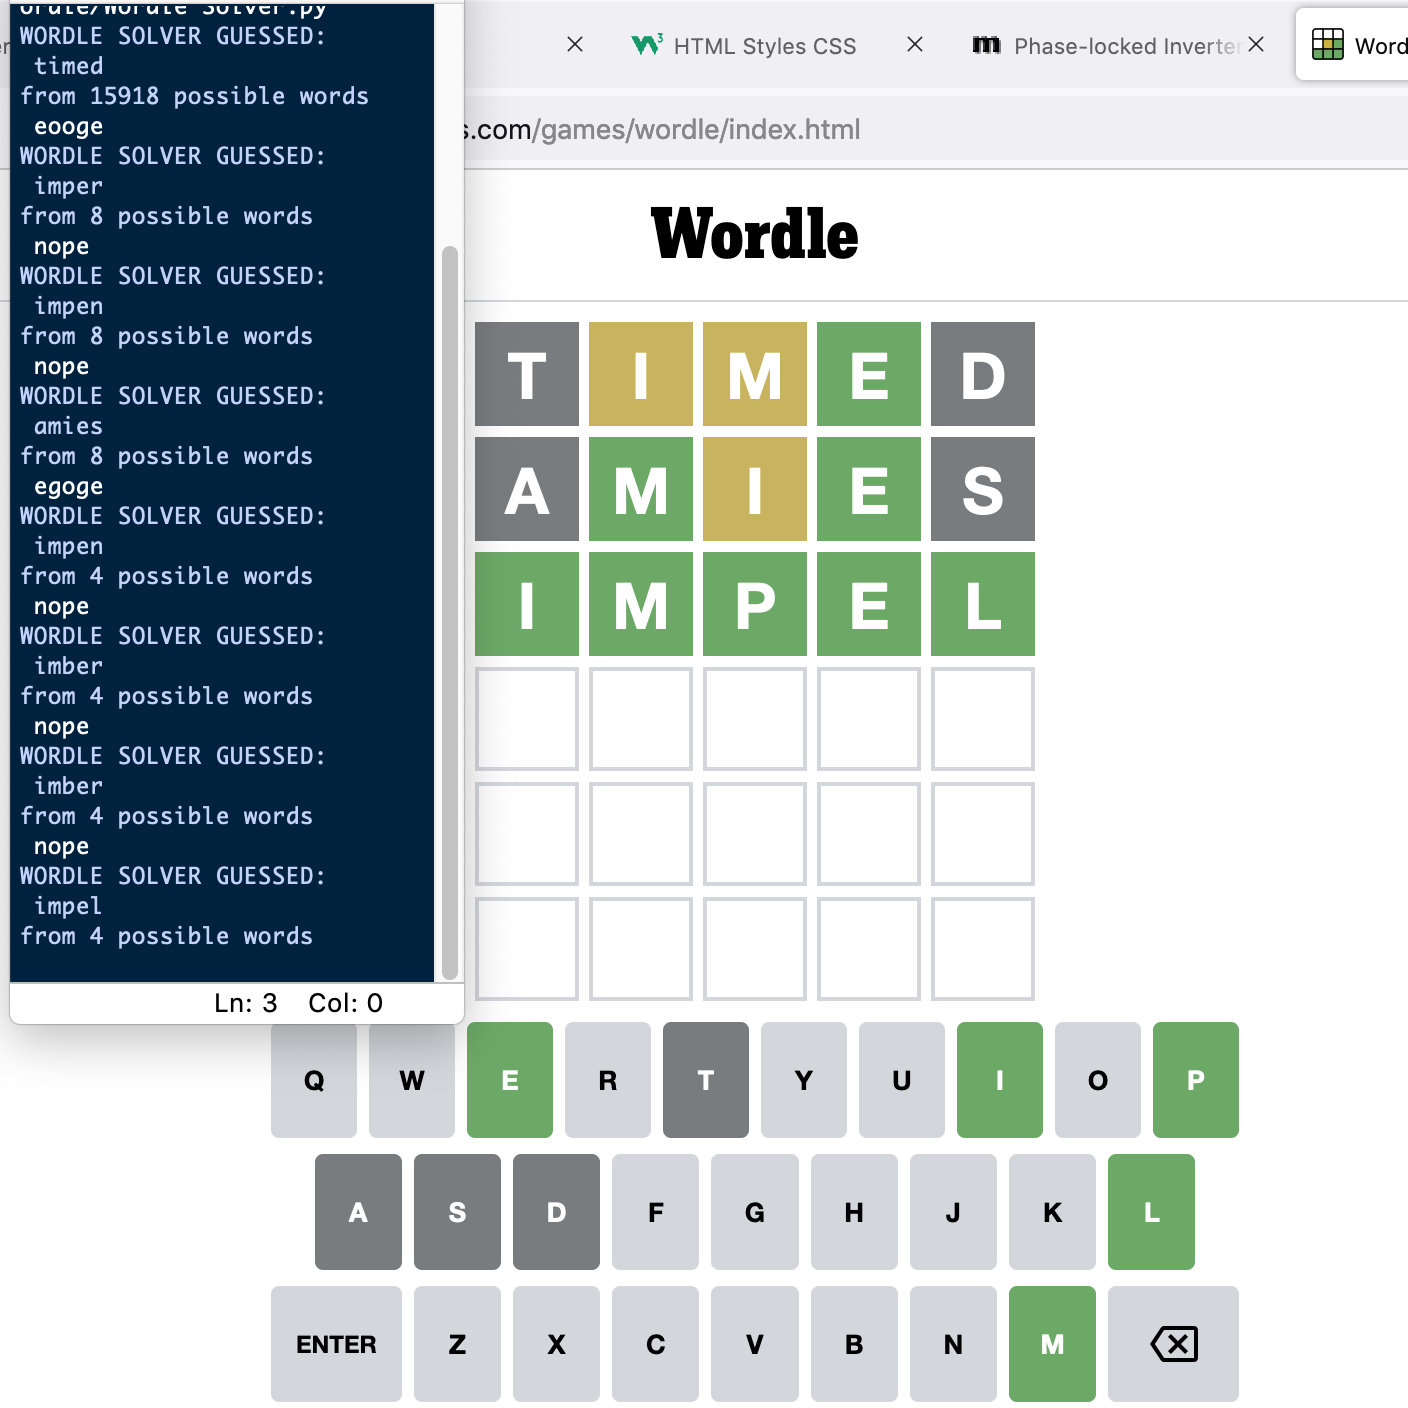 orute/Wordle Solver.py
WORDLE SOLVER GUESSED:
timed
from 15918 possible words
eooge
WORDLE SOLVER GUESSED:
imper
from 8 possible words
nope
WORDLE SOLVER GUESSED:
impen
from 8 possible words
nope
WORDLE SOLVER GUESSED:
amies
from 8 possible words
egoge
WORDLE SOLVER GUESSED:
impen
from 4 possible words
nope
WORDLE SOLVER GUESSED:
imber
from 4 possible words
nope
WORDLE SOLVER GUESSED:
imber
from 4 possible words
nope
WORDLE SOLVER GUESSED:
impel
from 4 possible words
Ln: 3 Col: 0
HTML Styles CSS
Phase-locked Inverter
Word
s.com/games/wordle/index.html
Wordle
T I M E D
A M I E S
I M P E L
Q W E R T Y U I O P
A S D F G H J K L
ENTER Z X C V B N M